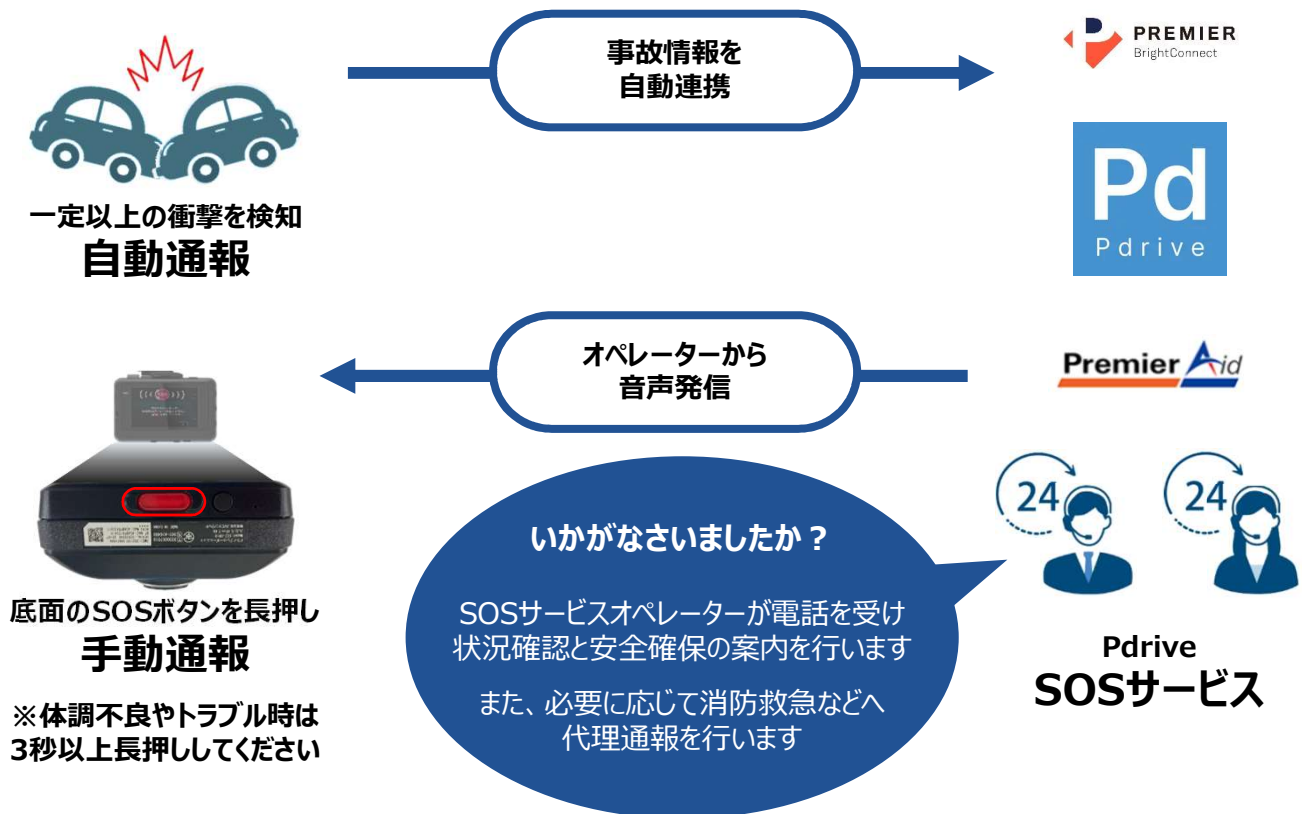 事故情報を
自動連携
PREMIER
BrightConnect
Pd
Pdrive
一定以上の衝撃を検知
自動通報
オペレーターから
音声発信
Premier Aid
24
24
いかがなさいましたか？
SOSサービスオペレーターが電話を受け
状況確認と安全確保の案内を行います
また、必要に応じて消防救急などへ
代理通報を行います
底面のSOSボタンを長押し
手動通報
※体調不良やトラブル時は
3秒以上長押ししてください
Pdrive
SOSサービス